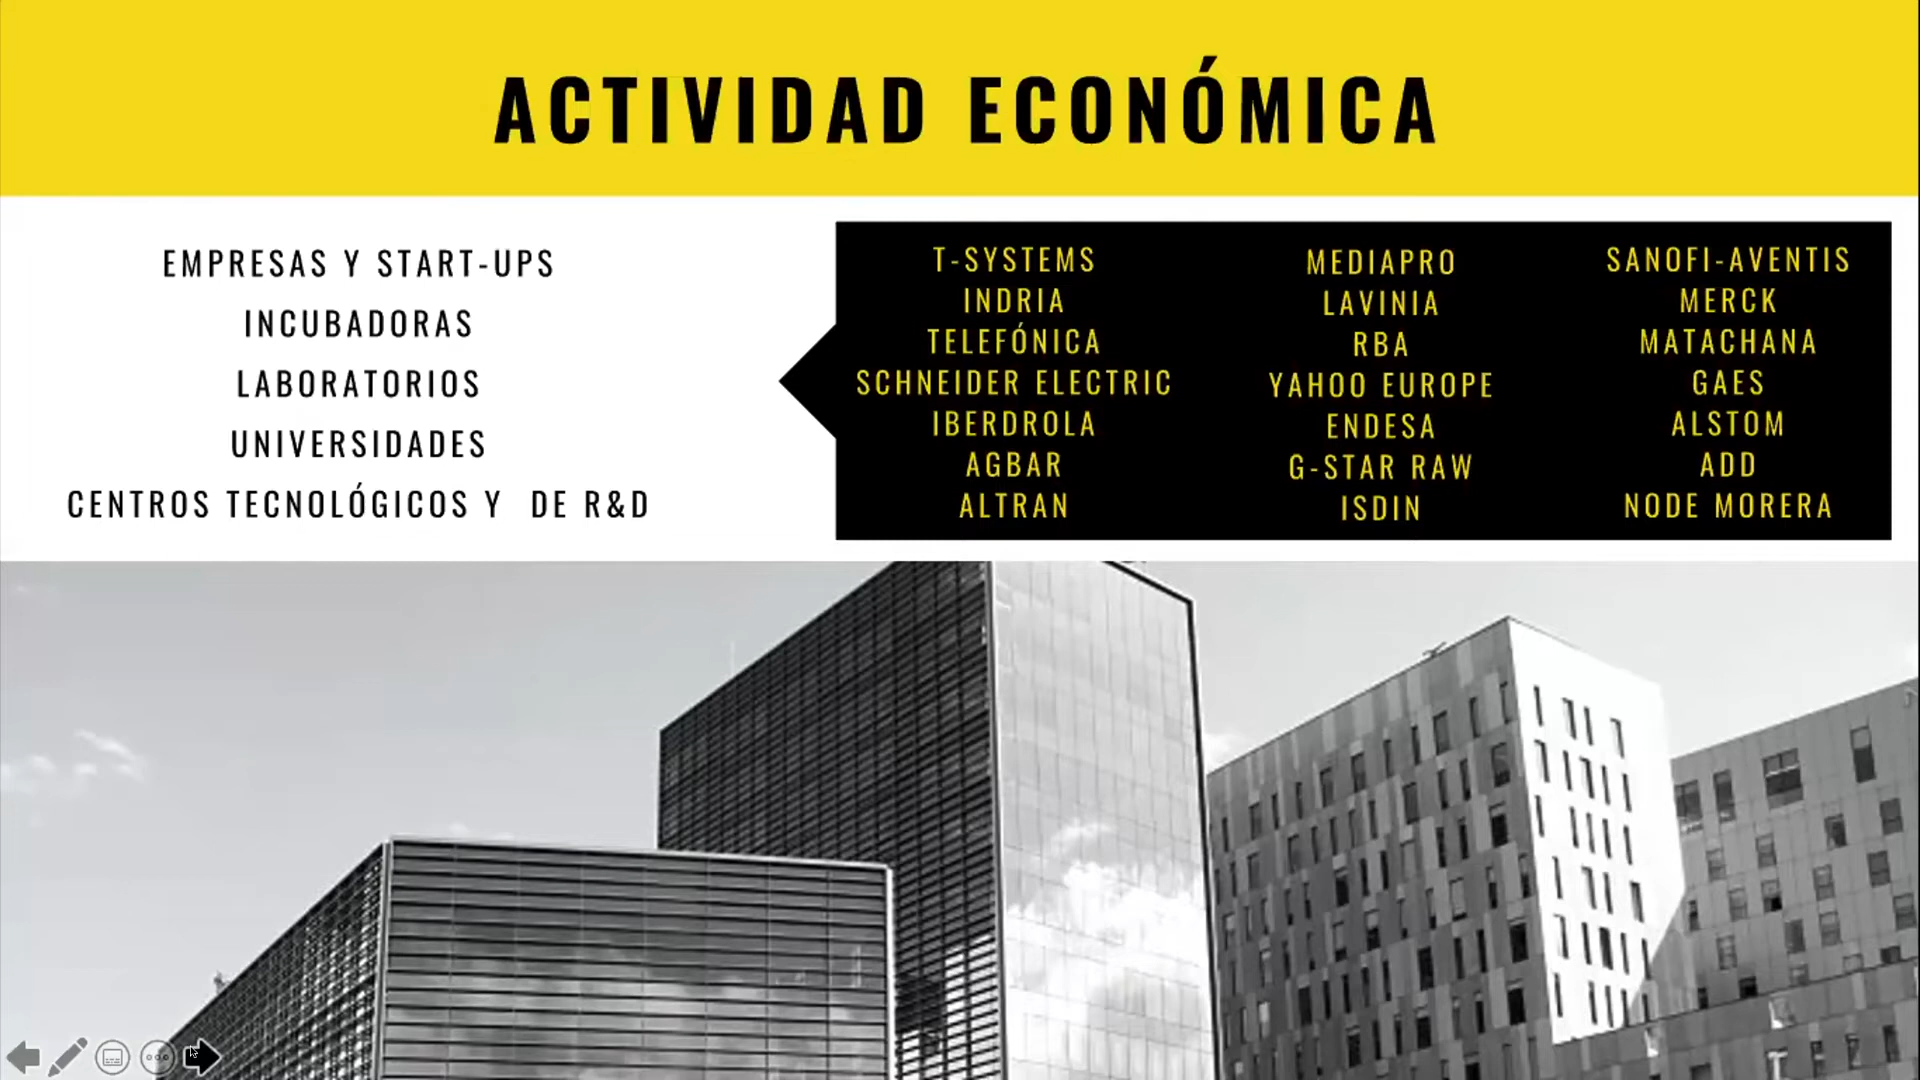 ACTIVIDAD ECONÓMICA
EMPRESAS Y START-UPS
INCUBADORAS
LABORATORIOS
UNIVERSIDADES
CENTROS TECNOLÓGICOS Y DE R&D
T-SYSTEMS
INDRIA
TELEFÓNICA
SCHNEIDER ELECTRIC
IBERDROLA
AGBAR
ALTRAN
MEDIAPRO
LAVINIA
RBA
YAHOO EUROPE
ENDESA
G-STAR RAW
ISDIN
SANOFI-AVENTIS
MERCK
MATACHANA
GAES
ALSTOM
ADD
NODE MORERA